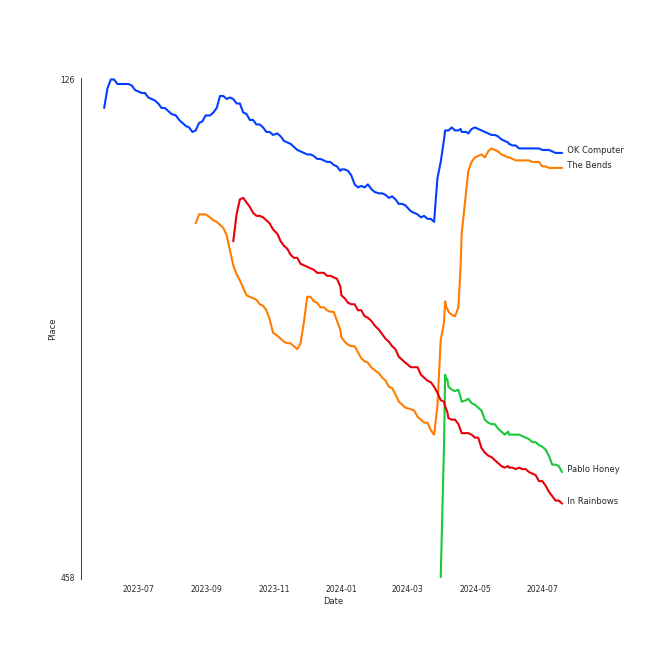 126
OK Computer
The Bends
Place
Pablo Honey
In Rainbows
458
2023-07 2023-09 2023-11 2024-01 2024-03 2024-05 2024-07
Date